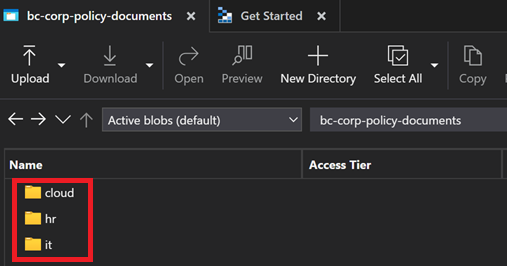 bc-corp-policy-documents × Get Started ×
Upload Download Open Preview New Directory Select All Copy
Active blobs (default) bc-corp-policy-documents
Name Access Tier
cloud
hr
it